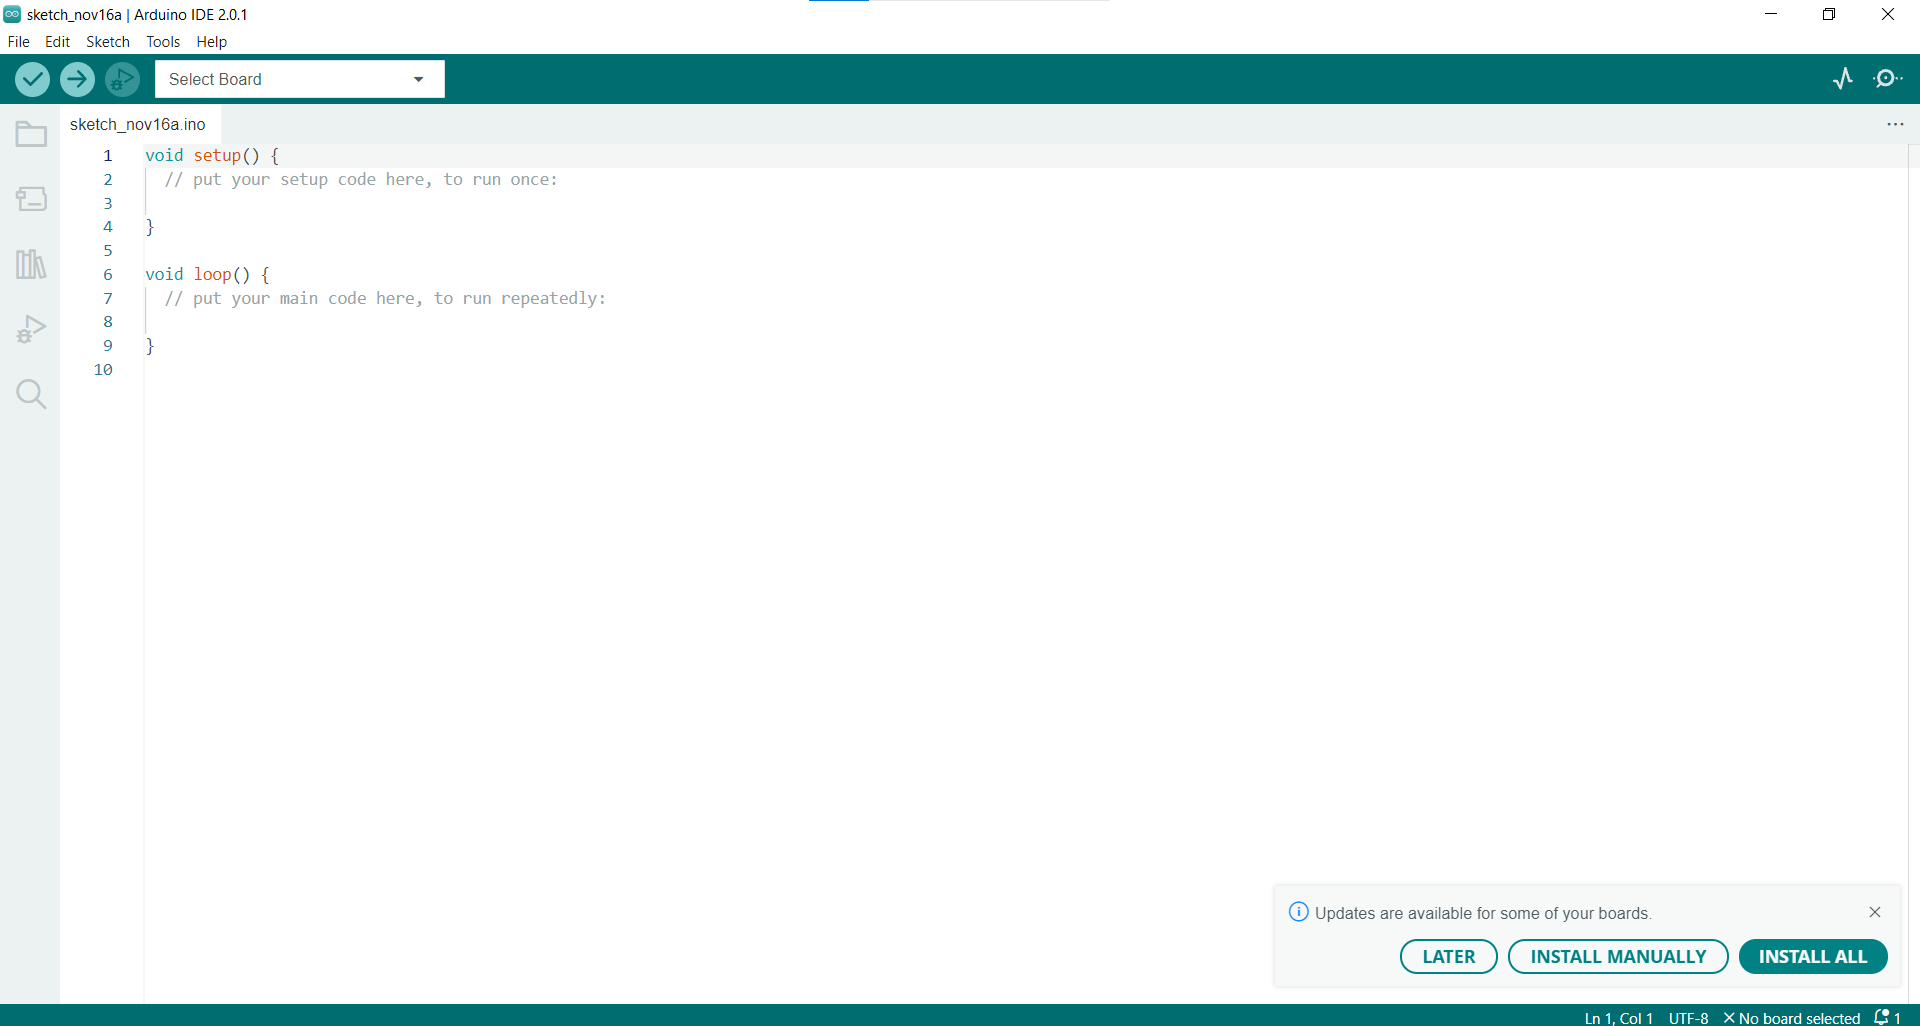 sketch_nov16a | Arduino IDE 2.0.1
File Edit Sketch Tools Help
Select Board
sketch_nov16a.ino
1 void setup() {
2 // put your setup code here, to run once:
3
4 }
5
6 void loop() {
7 // put your main code here, to run repeatedly:
8
9 }
10
Updates are available for some of your boards.
LATER INSTALL MANUALLY INSTALL ALL
Ln 1, Col 1 UTF-8 No board selected 1